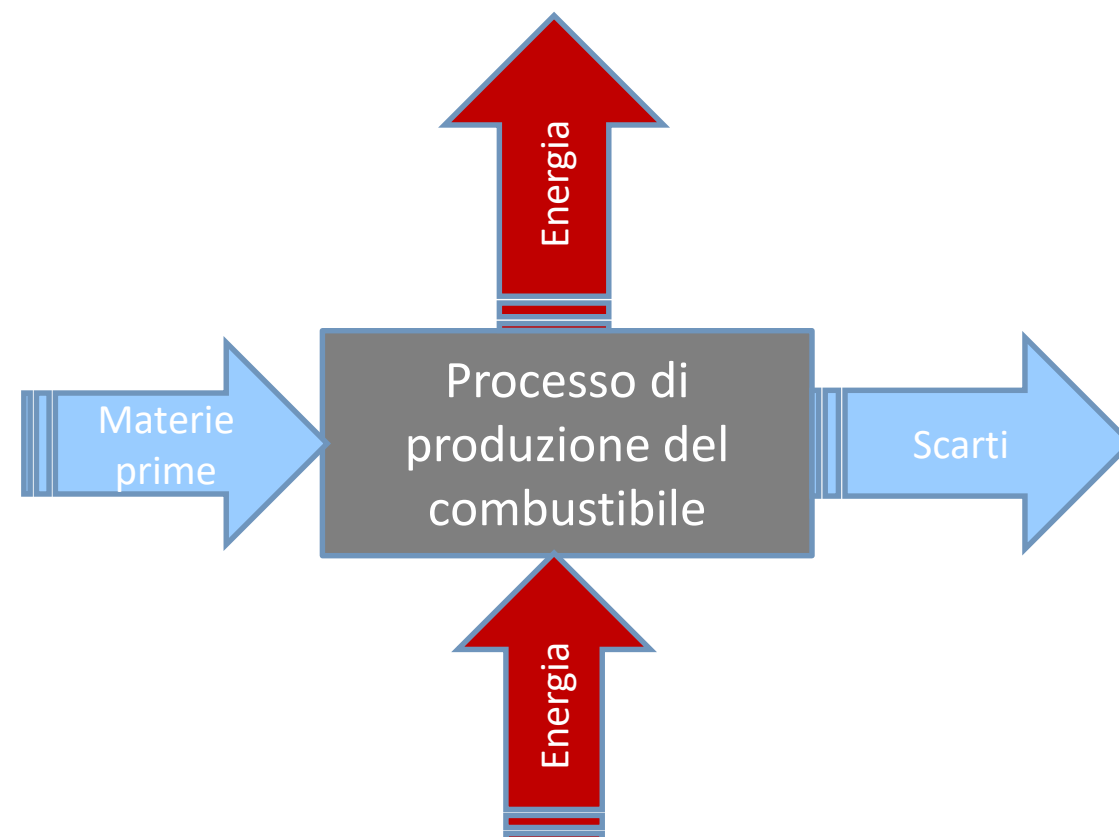 Energia
Materie
prime
Processo di
produzione del
combustibile
Scarti
Energia